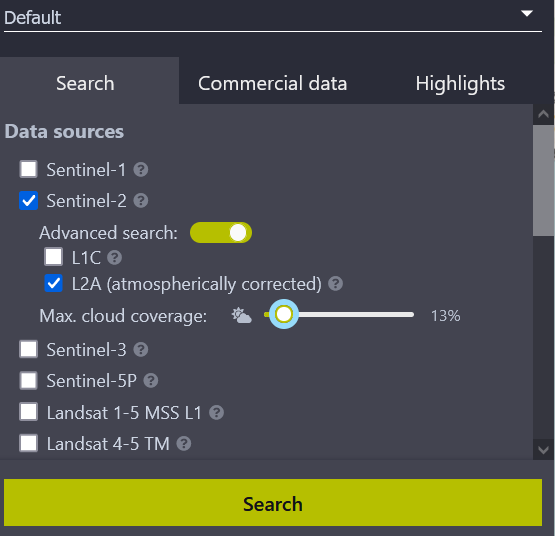 Default
Search Commercial data Highlights
Data sources
Sentinel-1
Sentinel-2
Advanced search:
L1C
L2A (atmospherically corrected)
Max. cloud coverage: 13%
Sentinel-3
Sentinel-5P
Landsat 1-5 MSS L1
Landsat 4-5 TM
Search